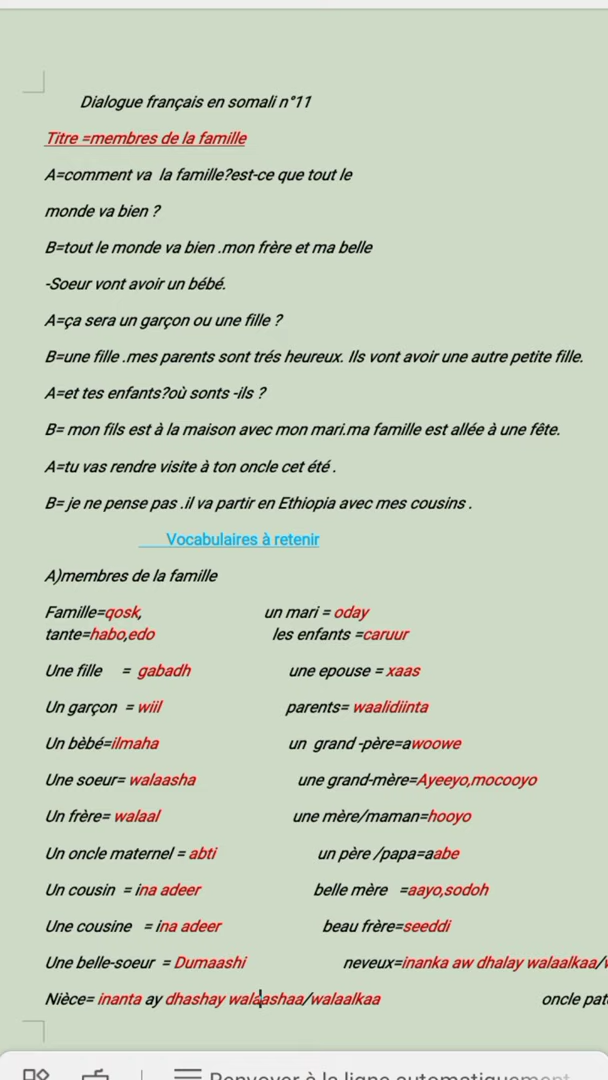 Dialogue français en somali n°11
Titre =membres de la famille
A=comment va la famille?est-ce que tout le
monde va bien ?
B=tout le monde va bien .mon frère et ma belle
-Soeur vont avoir un bébé.
A=ça sera un garçon ou une fille ?
B=une fille .mes parents sont trés heureux. Ils vont avoir une autre petite fille.
A=et tes enfants?où sonts -ils ?
B= mon fils est à la maison avec mon mari.ma famille est allée à une fête.
A=tu vas rendre visite à ton oncle cet été .
B= je ne pense pas .il va partir en Ethiopia avec mes cousins .
Vocabulaires à retenir
A)membres de la famille
Famille=qosk, un mari = oday
tante=habo,edo les enfants =caruur
Une fille = gabadh une epouse = xaas
Un garçon = wiil parents= waalidiinta
Un bèbé=ilmaha un grand -père=awoowe
Une soeur= walaasha une grand-mère=Ayeeyo,mocooyo
Un frère= walaal une mère/maman=hooyo
Un oncle maternel = abti un père /papa=aabe
Un cousin = ina adeer belle mère =aayo,sodoh
Une cousine = ina adeer beau frère=seeddi
Une belle-soeur = Dumaashi neveux=inanka aw dhalay walaalkaa/
Nièce= inanta ay dhashay walaashaa/walaalkaa oncle pat
Renvoyer à la ligne automatiquement